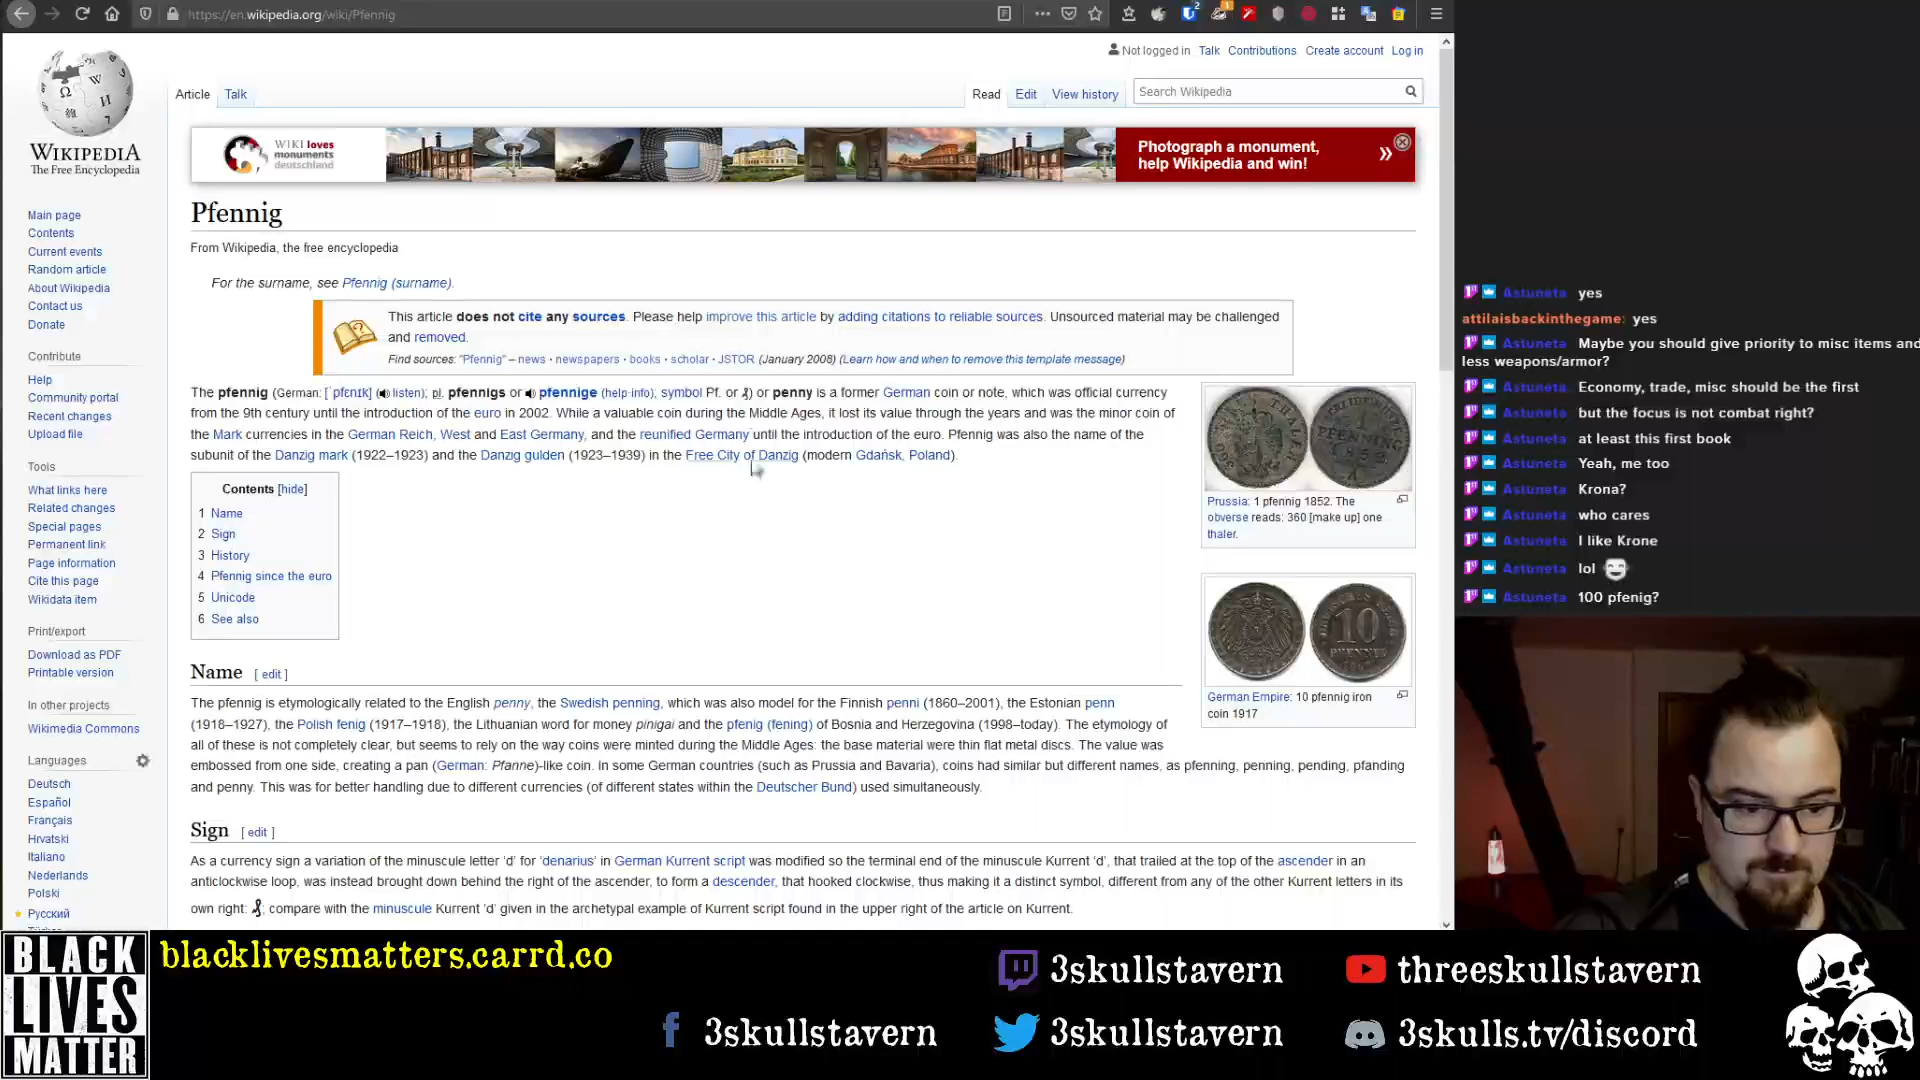 https://en.wikipedia.org/wiki/Pfennig
Not logged in Talk Contributions Create account Log in
Article Talk
Read Edit View history
Search Wikipedia
WIKIPEDIA
The Free Encyclopedia
Main page
Contents
Current events
Random article
About Wikipedia
Contact us
Donate
Contribute
Help
Community portal
Recent changes
Upload file
Tools
What links here
Related changes
Special pages
Permanent link
Page information
Cite this page
Wikidata item
Print/export
Download as PDF
Printable version
In other projects
Wikimedia Commons
Languages
Deutsch
Español
Français
Hrvatski
Italiano
Nederlands
Polski
Русский
WIKI loves
monuments
deutschland
Photograph a monument,
help Wikipedia and win!
Pfennig
From Wikipedia, the free encyclopedia
For the surname, see Pfennig (surname).
This article does not cite any sources. Please help improve this article by adding citations to reliable sources. Unsourced material may be challenged
and removed.
Find sources: "Pfennig" – news · newspapers · books · scholar · JSTOR (January 2008) (Learn how and when to remove this template message)
The pfennig (German: [ˈpfɛnɪk] (listen); pl. pfennigs or pfennige (help·info); symbol Pf. or ₰) or penny is a former German coin or note, which was official currency
from the 9th century until the introduction of the euro in 2002. While a valuable coin during the Middle Ages, it lost its value through the years and was the minor coin of
the Mark currencies in the German Reich, West and East Germany, and the reunified Germany until the introduction of the euro. Pfennig was also the name of the
subunit of the Danzig mark (1922–1923) and the Danzig gulden (1923–1939) in the Free City of Danzig (modern Gdańsk, Poland).
Contents [hide]
1 Name
2 Sign
3 History
4 Pfennig since the euro
5 Unicode
6 See also
Prussia: 1 pfennig 1852. The
obverse reads: 360 [make up] one
thaler.
10
German Empire: 10 pfennig iron
coin 1917
Name [ edit ]
The pfennig is etymologically related to the English penny, the Swedish penning, which was also model for the Finnish penni (1860–2001), the Estonian penn
(1918–1927), the Polish fenig (1917–1918), the Lithuanian word for money pinigai and the pfenig (fening) of Bosnia and Herzegovina (1998–today). The etymology of
all of these is not completely clear, but seems to rely on the way coins were minted during the Middle Ages: the base material were thin flat metal discs. The value was
embossed from one side, creating a pan (German: Pfanne)-like coin. In some German countries (such as Prussia and Bavaria), coins had similar but different names, as pfenning, penning, pending, pfanding
and penny. This was for better handling due to different currencies (of different states within the Deutscher Bund) used simultaneously.
Sign [ edit ]
As a currency sign a variation of the minuscule letter 'd' for 'denarius' in German Kurrent script was modified so the terminal end of the minuscule Kurrent 'd', that trailed at the top of the ascender in an
anticlockwise loop, was instead brought down behind the right of the ascender, to form a descender, that hooked clockwise, thus making it a distinct symbol, different from any of the other Kurrent letters in its
own right: ₰; compare with the minuscule Kurrent 'd' given in the archetypal example of Kurrent script found in the upper right of the article on Kurrent.
Astuneta yes
attilaisbackinthegame: yes
Astuneta Maybe you should give priority to misc items and
less weapons/armor?
Astuneta Economy, trade, misc should be the first
Astuneta but the focus is not combat right?
Astuneta at least this first book
Astuneta Yeah, me too
Astuneta Krona?
Astuneta who cares
Astuneta I like Krone
Astuneta lol
Astuneta 100 pfenig?
BLACK
LIVES
MATTER
blacklivesmatters.carrd.co
3skullstavern
threeskullstavern
3skullstavern
3skullstavern
3skulls.tv/discord